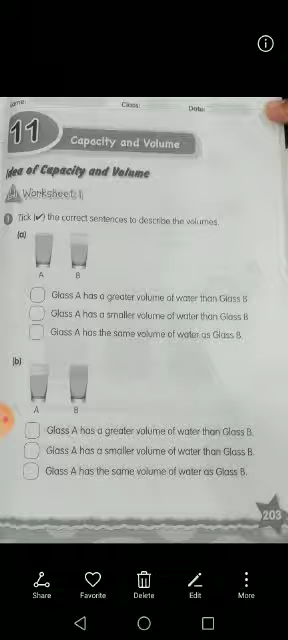 Name:
Class:
Date:
11
Capacity and Volume
Idea of Capacity and Volume
Worksheet 1
1 Tick (✓) the correct sentences to describe the volumes.
(a)
A B
Glass A has a greater volume of water than Glass B
Glass A has a smaller volume of water than Glass B
Glass A has the same volume of water as Glass B.
(b)
A B
Glass A has a greater volume of water than Glass B.
Glass A has a smaller volume of water than Glass B.
Glass A has the same volume of water as Glass B.
203
Share Favorite Delete Edit More